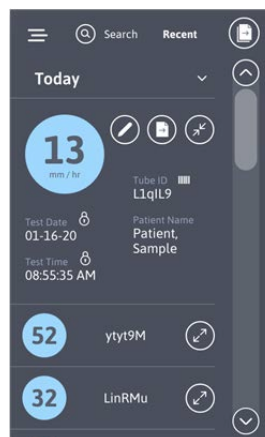 Search Recent
Today
13
mm / hr
Tube ID
L1qIL9
Test Date
01-16-20
Patient Name
Patient,
Sample
Test Time
08:55:35 AM
52 ytyt9M
32 LinRMu